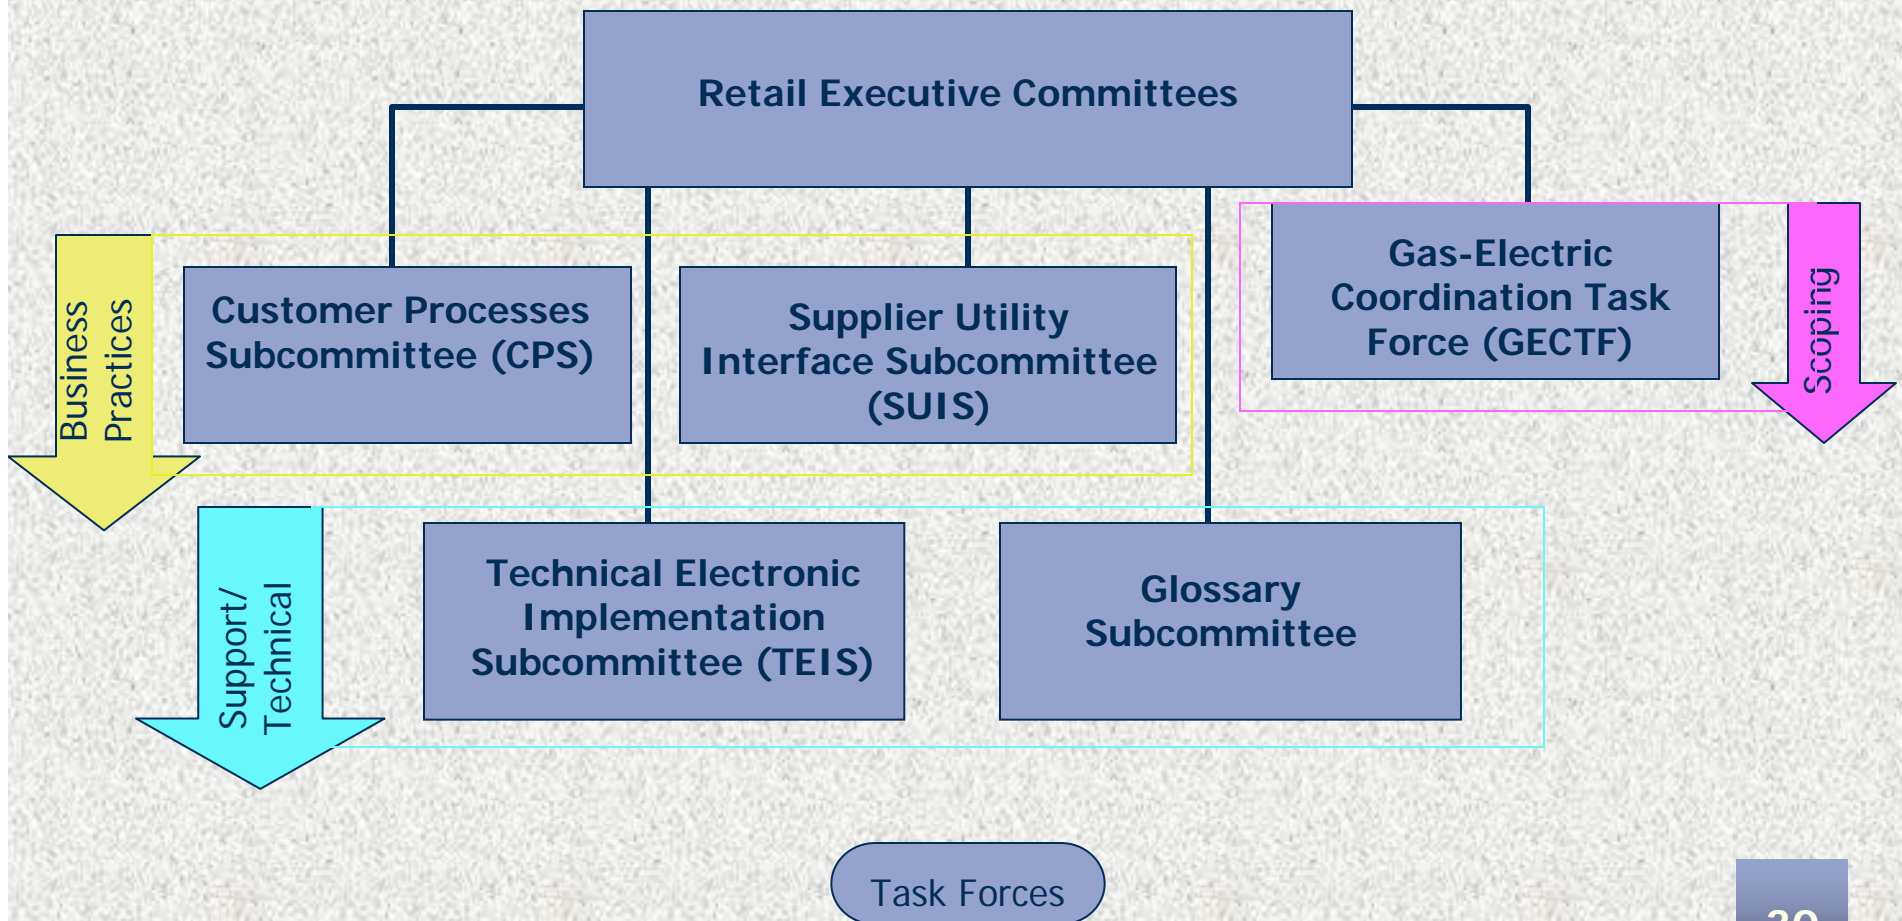 Retail Executive Committees
Business
Practices
Customer Processes
Subcommittee (CPS)
Supplier Utility
Interface Subcommittee
(SUIS)
Gas-Electric
Coordination Task
Force (GECTF)
Scoping
Support/
Technical
Technical Electronic
Implementation
Subcommittee (TEIS)
Glossary
Subcommittee
Task Forces